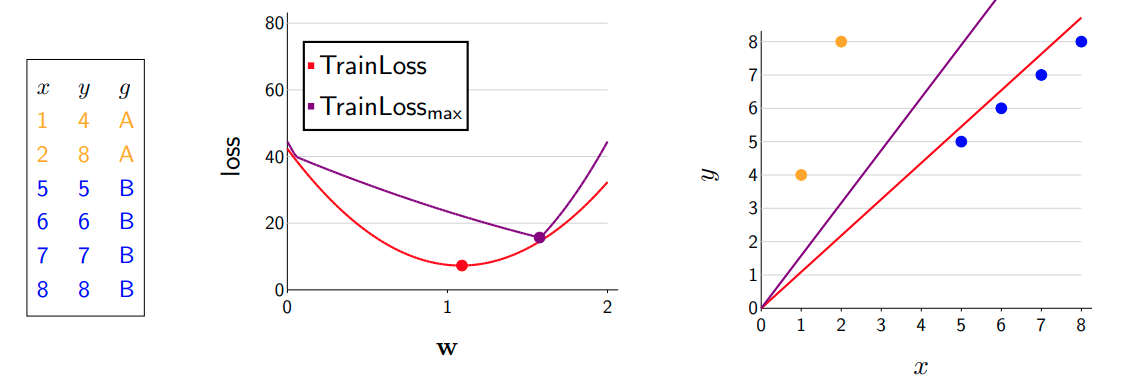 x y g
1 4 A
2 8 A
5 5 B
6 6 B
7 7 B
8 8 B
80
60
40
20
0
loss
TrainLoss
TrainLossmax
0 1 2
w
8
7
6
5
4
3
2
1
0
y
0 1 2 3 4 5 6 7 8
x